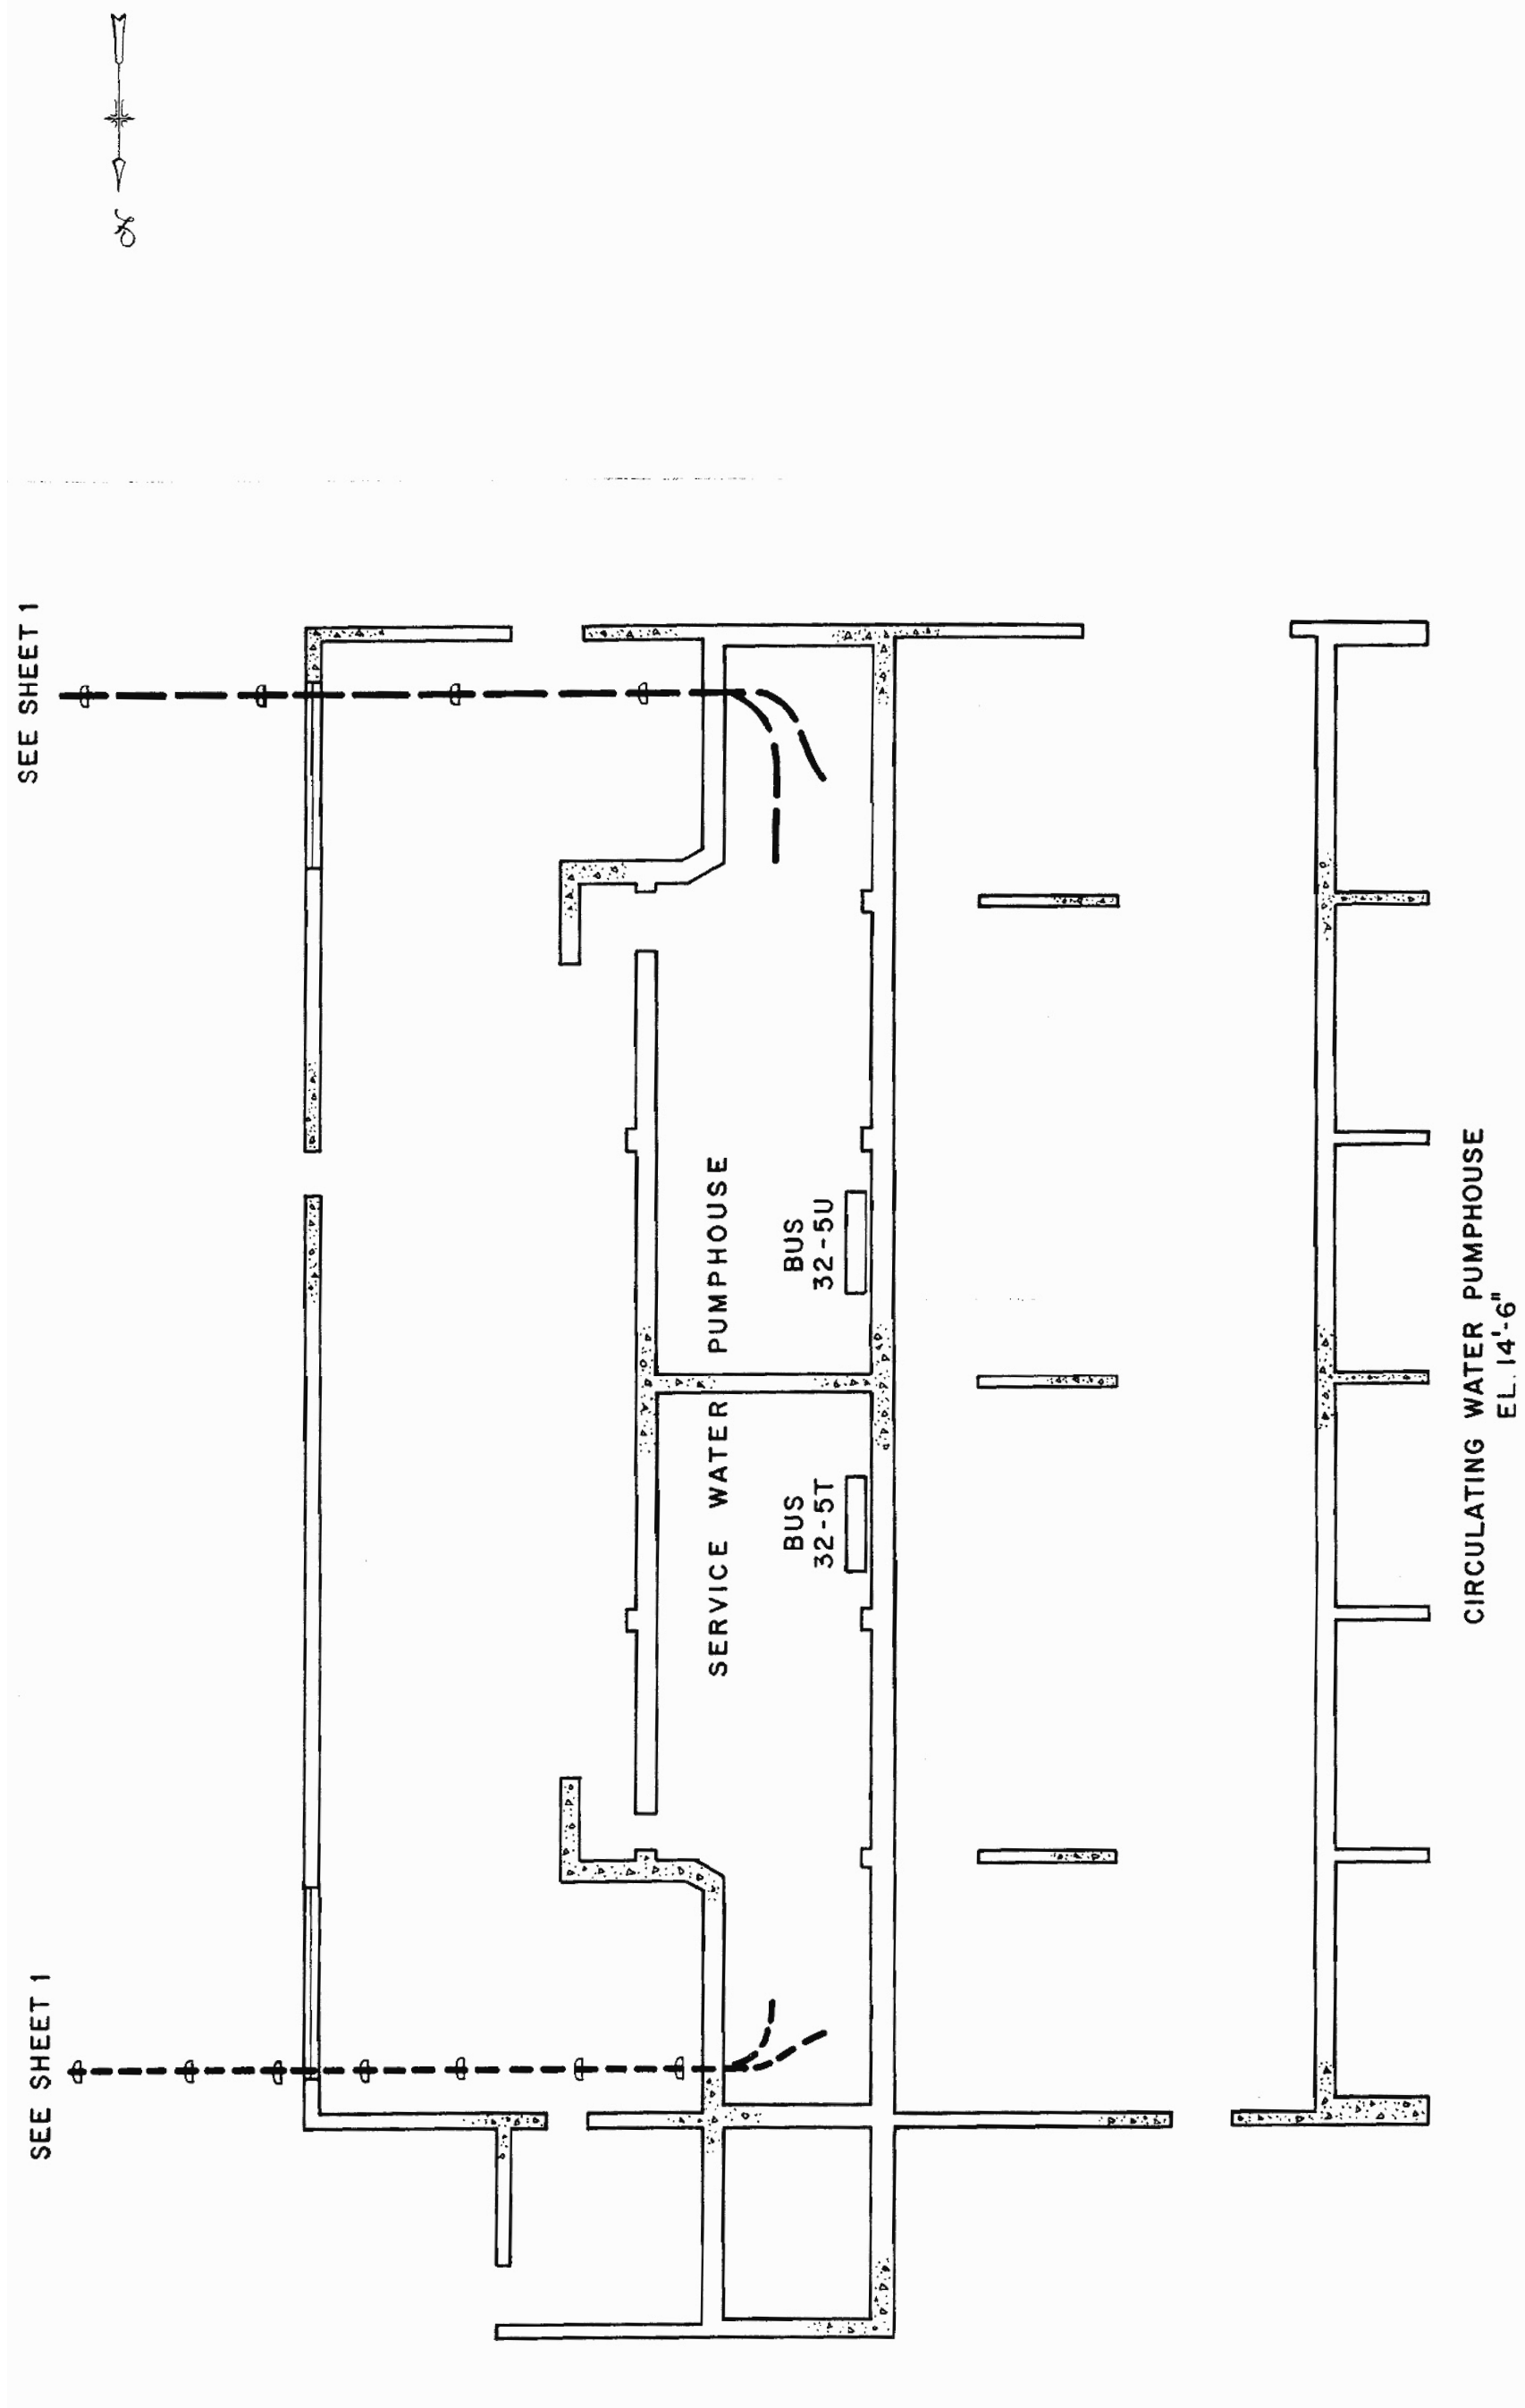 SEE SHEET 1
SEE SHEET 1
SERVICE WATER PUMPHOUSE
BUS
32-5T
BUS
32-5U
CIRCULATING WATER PUMPHOUSE
EL. 14'-6"